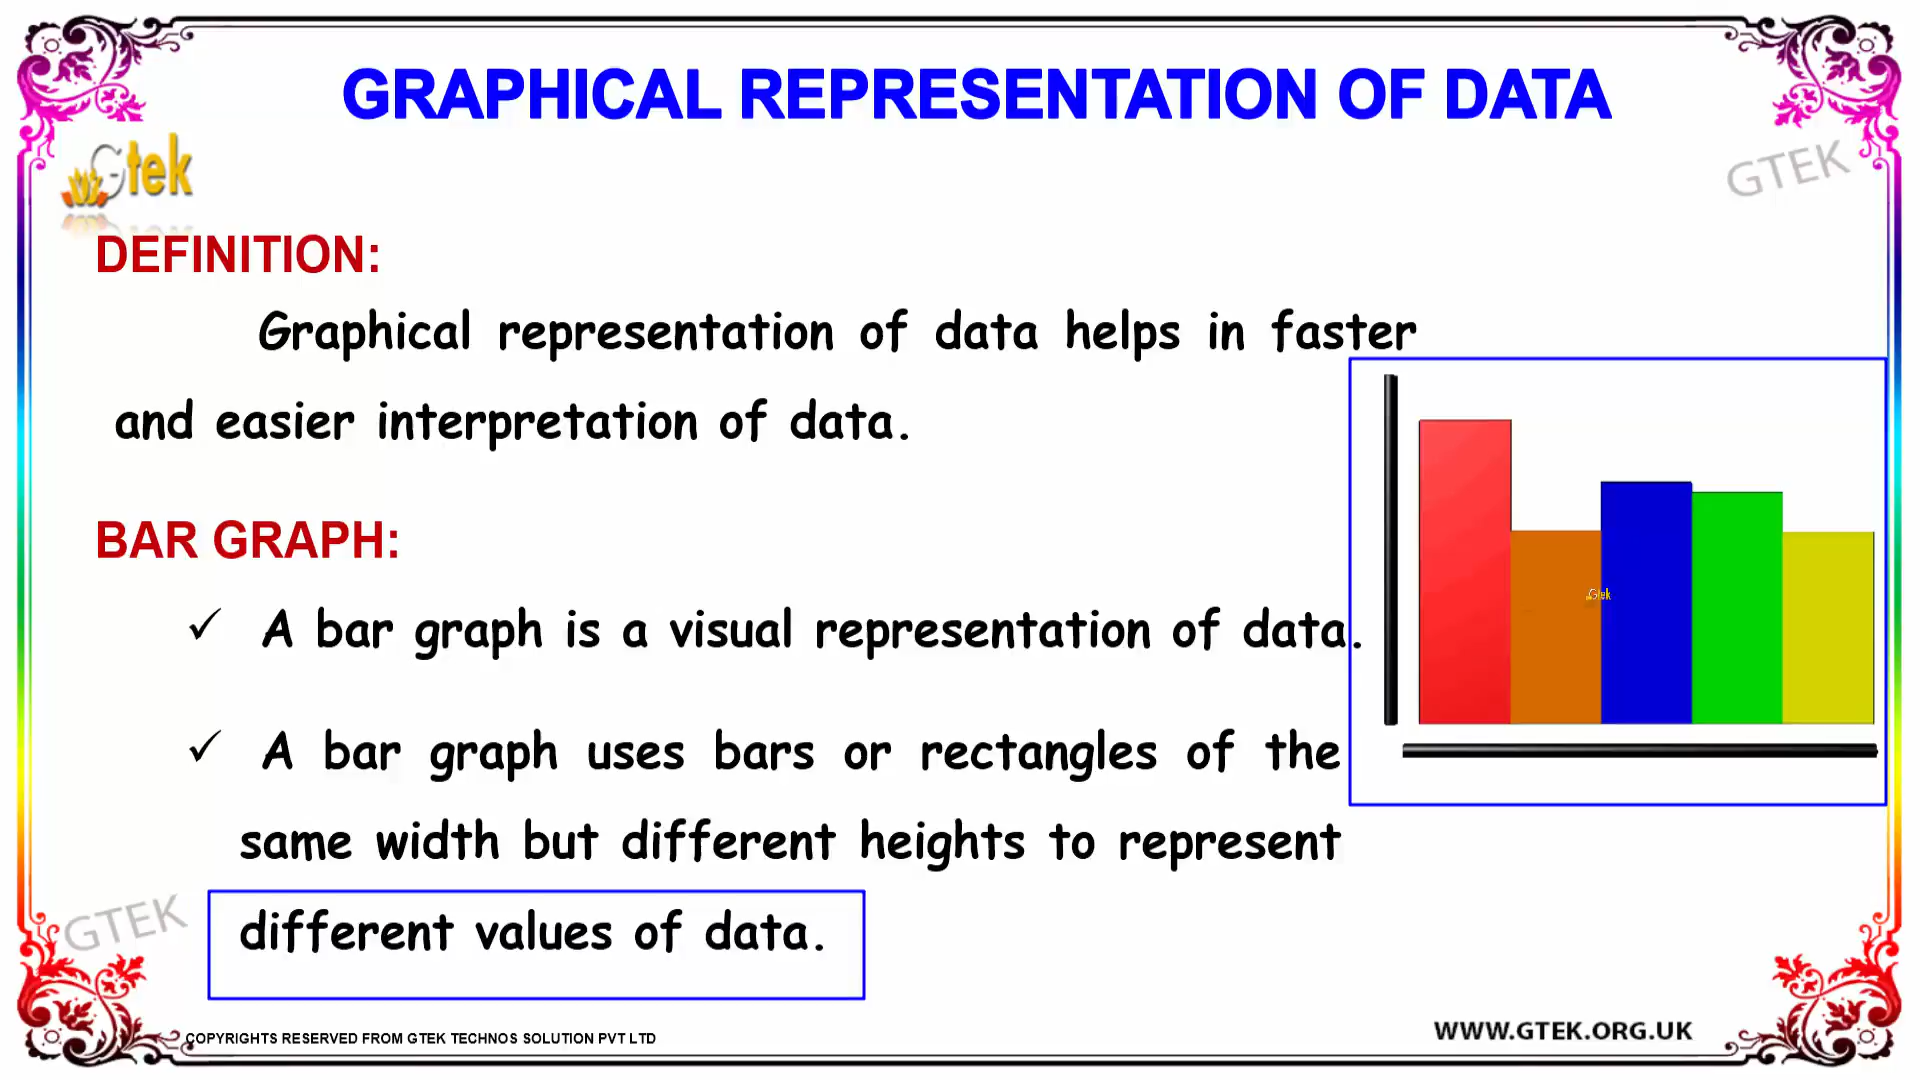 GRAPHICAL REPRESENTATION OF DATA
Gtek
GTEK
DEFINITION:
Graphical representation of data helps in faster
and easier interpretation of data.
BAR GRAPH:
✓ A bar graph is a visual representation of data.
✓ A bar graph uses bars or rectangles of the
same width but different heights to represent
different values of data.
Gtek
GTEK
COPYRIGHTS RESERVED FROM GTEK TECHNOS SOLUTION PVT LTD
WWW.GTEK.ORG.UK